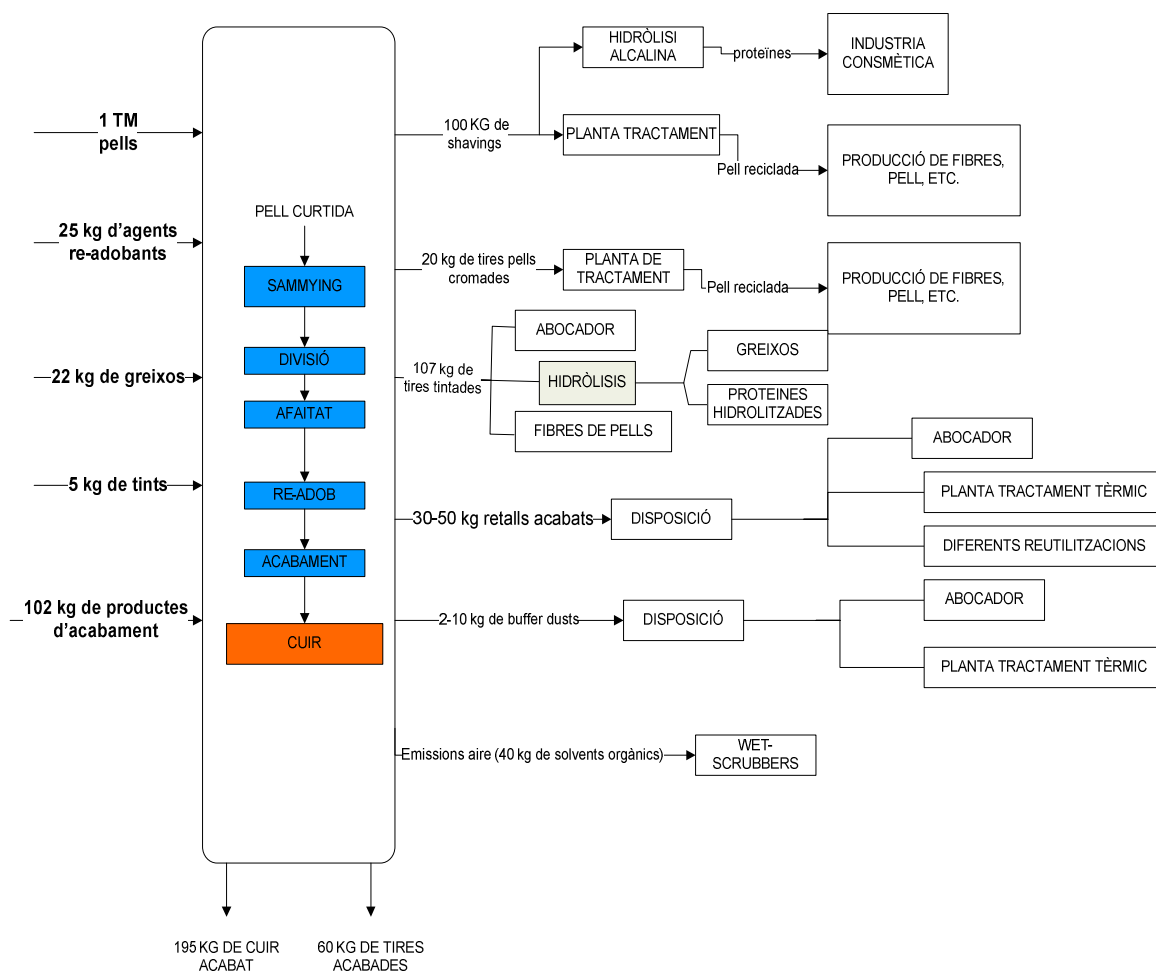 HIDRÒLISI
ALCALINA
proteïnes
INDUSTRIA
CONSMÈTICA
1 TM
pells
100 KG de
shavings
PLANTA TRACTAMENT
Pell reciclada
PRODUCCIÓ DE FIBRES,
PELL, ETC.
PELL CURTIDA
25 kg d’agents
re-adobants
20 kg de tires pells
cromades
PLANTA DE
TRACTAMENT
Pell reciclada
PRODUCCIÓ DE FIBRES,
PELL, ETC.
SAMMYING
ABOCADOR
GREIXOS
DIVISIÓ
22 kg de greixos
107 kg de
tires tintades
HIDRÒLISIS
PROTEINES
HIDROLITZADES
AFAITAT
FIBRES DE PELLS
ABOCADOR
5 kg de tints
RE-ADOB
PLANTA TRACTAMENT TÈRMIC
30-50 kg retalls acabats
DISPOSICIÓ
DIFERENTS REUTILITZACIONS
ACABAMENT
ABOCADOR
102 kg de productes
d’acabament
2-10 kg de buffer dusts
DISPOSICIÓ
CUIR
PLANTA TRACTAMENT TÈRMIC
Emissions aire (40 kg de solvents orgànics)
WET-
SCRUBBERS
195 KG DE CUIR
ACABAT
60 KG DE TIRES
ACABADES